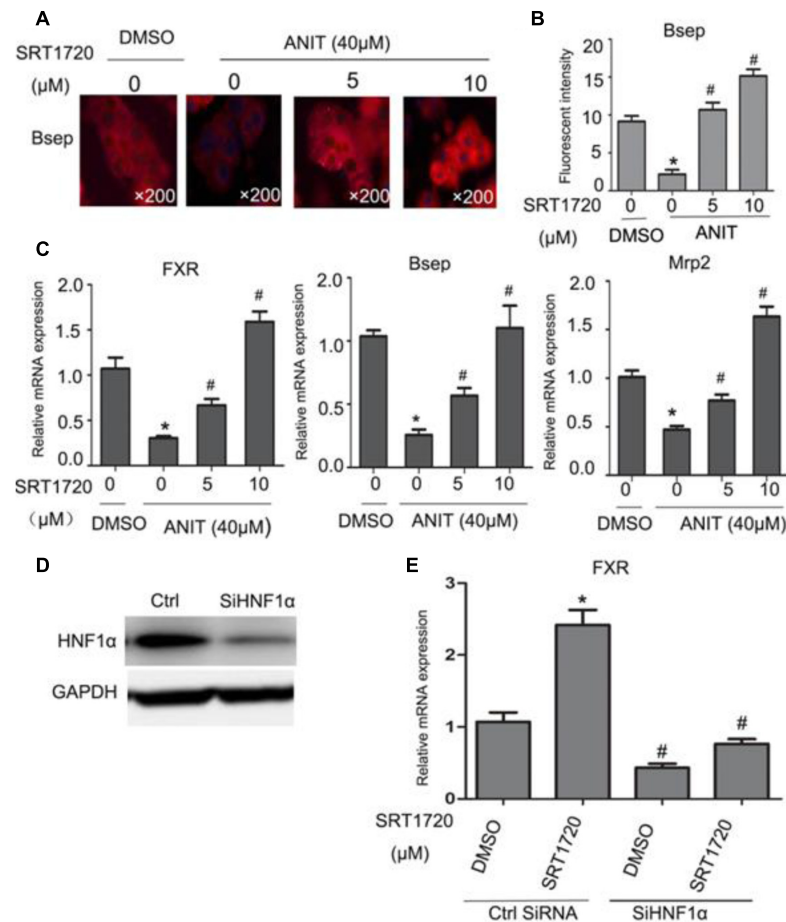 A
DMSO
ANIT (40μM)
SRT1720
(μM)
0
0
5
10
Bsep
×200
×200
×200
×200
B
Bsep
Fluorescent intensity
20
15
10
5
0
SRT1720
0
0
5
10
(μM)
DMSO
ANIT
C
FXR
Relative mRNA expression
2.0
1.5
1.0
0.5
0.0
*
#
#
SRT1720
0
0
5
10
(μM)
DMSO
ANIT (40μM)
Bsep
Relative mRNA expression
2.0
1.0
0.5
0.0
*
#
#
0
0
5
10
DMSO
ANIT (40μM)
Mrp2
Relative mRNA expression
2.0
1.5
1.0
0.5
0.0
*
#
#
0
0
5
10
DMSO
ANIT (40μM)
D
Ctrl
SiHNF1α
HNF1α
GAPDH
E
FXR
Relative mRNA expression
3
2
1
0
*
#
#
SRT1720
(μM)
DMSO
SRT1720
DMSO
SRT1720
Ctrl SiRNA
SiHNF1α